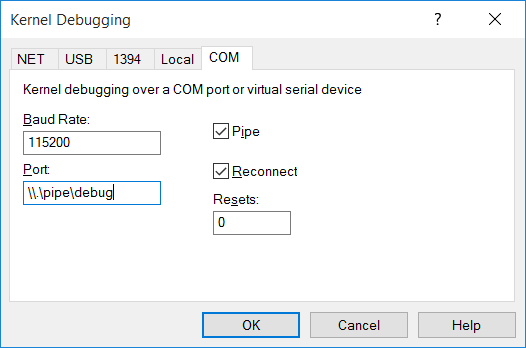 Kernel Debugging
NET USB 1394 Local COM
Kernel debugging over a COM port or virtual serial device
Baud Rate:
115200
Pipe
Port:
Reconnect
\\.\pipe\debug
Resets:
0
OK Cancel Help